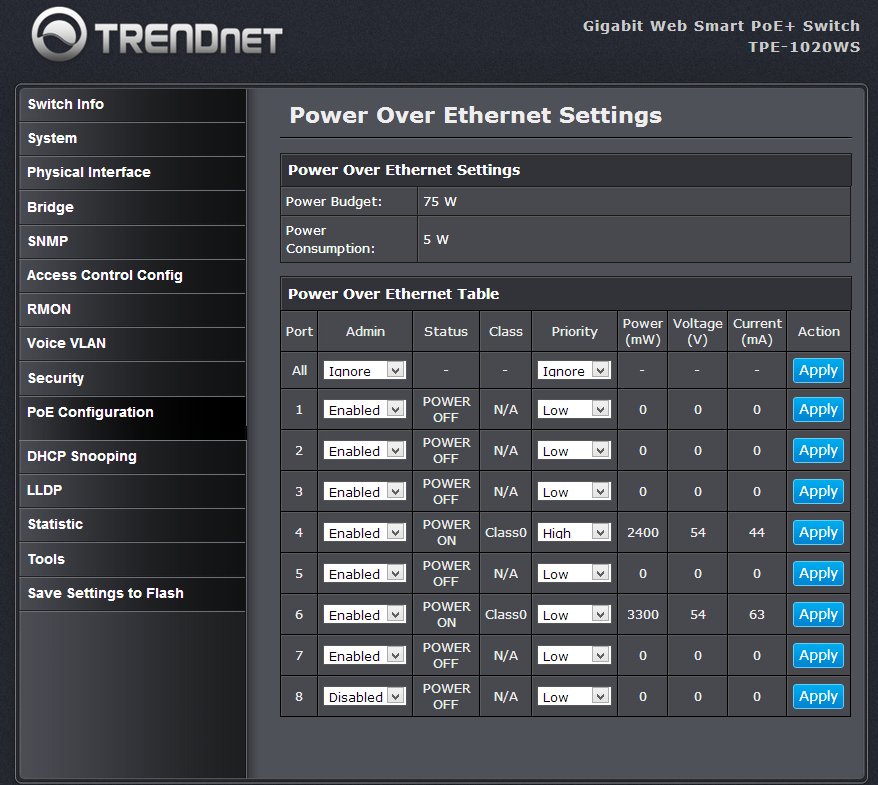 TRENDNET
Gigabit Web Smart PoE+ Switch
TPE-1020WS
Switch Info
System
Physical Interface
Bridge
SNMP
Access Control Config
RMON
Voice VLAN
Security
PoE Configuration
DHCP Snooping
LLDP
Statistic
Tools
Save Settings to Flash
Power Over Ethernet Settings
Power Over Ethernet Settings
Power Budget: 75 W
Power Consumption: 5 W
Power Over Ethernet Table
Port Admin Status Class Priority Power (mW) Voltage (V) Current (mA) Action
All Ignore - - Ignore - - - Apply
1 Enabled POWER OFF N/A Low 0 0 0 Apply
2 Enabled POWER OFF N/A Low 0 0 0 Apply
3 Enabled POWER OFF N/A Low 0 0 0 Apply
4 Enabled POWER ON Class0 High 2400 54 44 Apply
5 Enabled POWER OFF N/A Low 0 0 0 Apply
6 Enabled POWER ON Class0 Low 3300 54 63 Apply
7 Enabled POWER OFF N/A Low 0 0 0 Apply
8 Disabled POWER OFF N/A Low 0 0 0 Apply